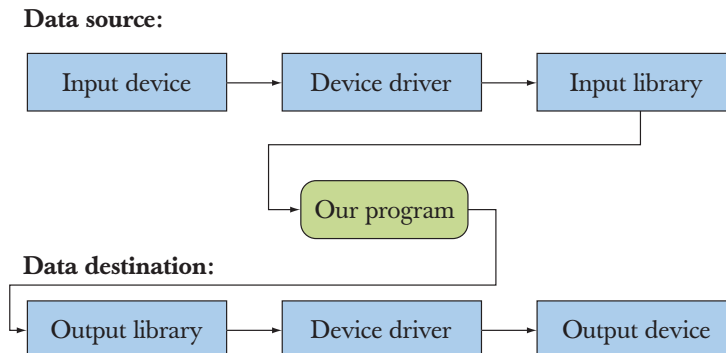 Data source:
Input device
Device driver
Input library
Our program
Data destination:
Output library
Device driver
Output device